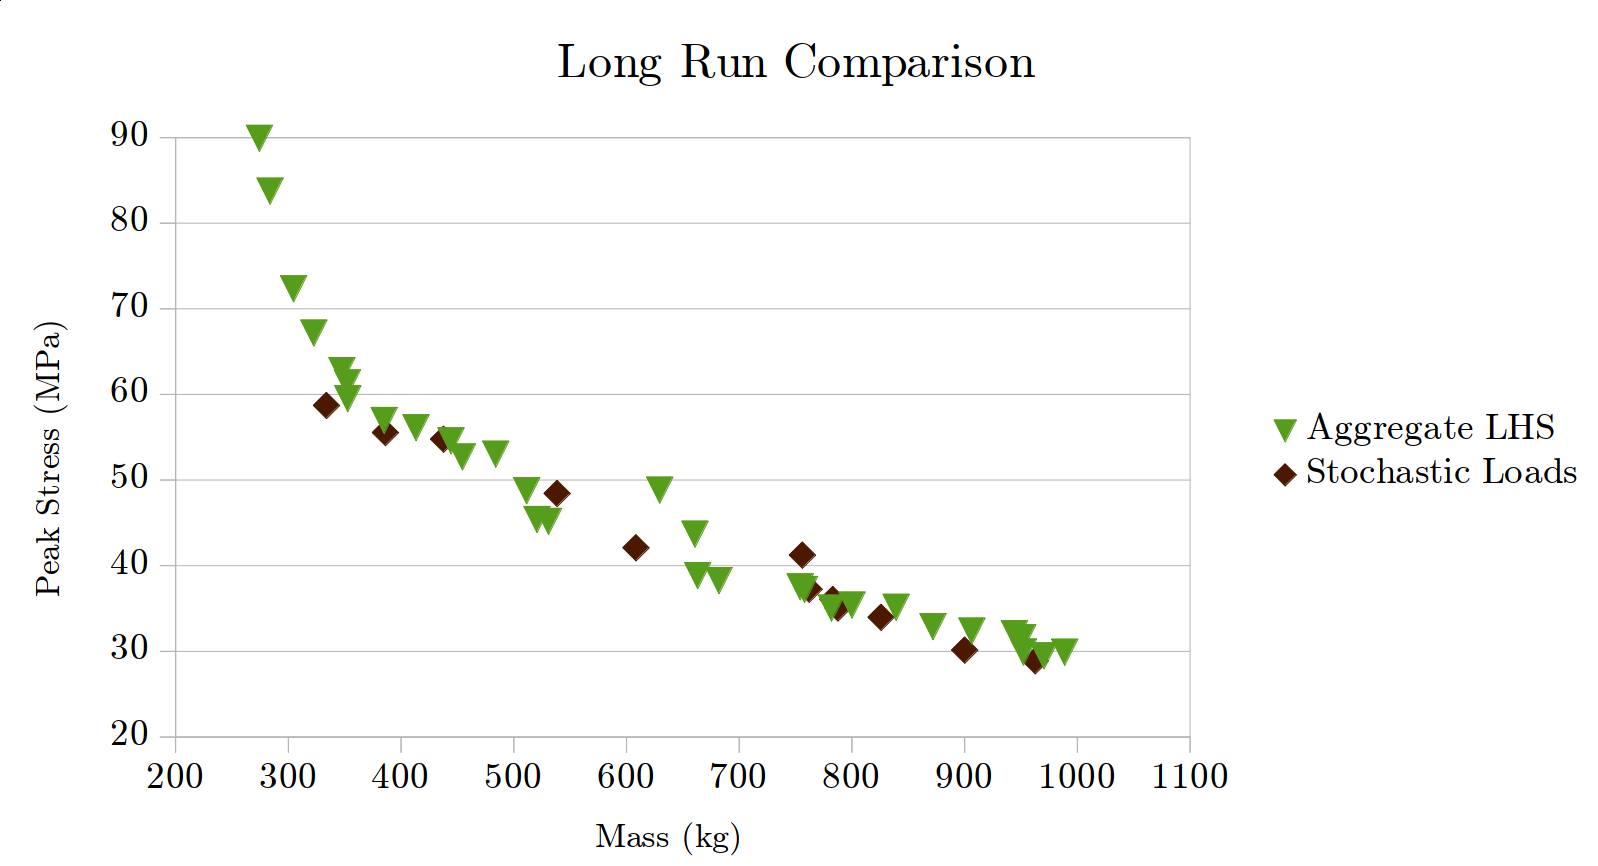 Long Run Comparison
90
80
70
60
50
40
30
20
Peak Stress (MPa)
200 300 400 500 600 700 800 900 1000 1100
Mass (kg)
Aggregate LHS
Stochastic Loads